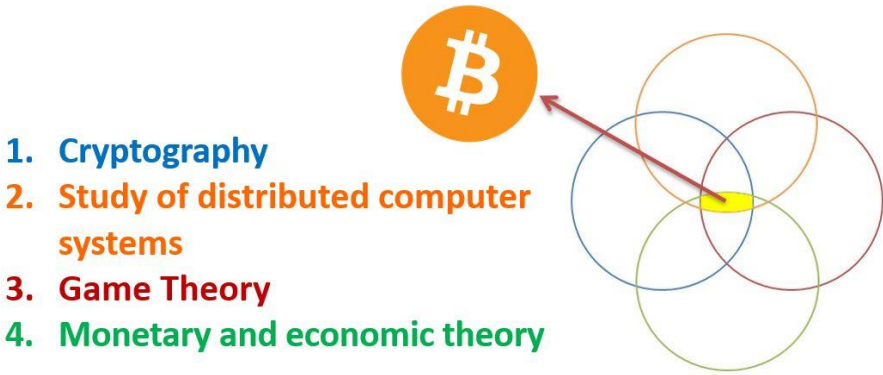 1. Cryptography
2. Study of distributed computer
systems
3. Game Theory
4. Monetary and economic theory